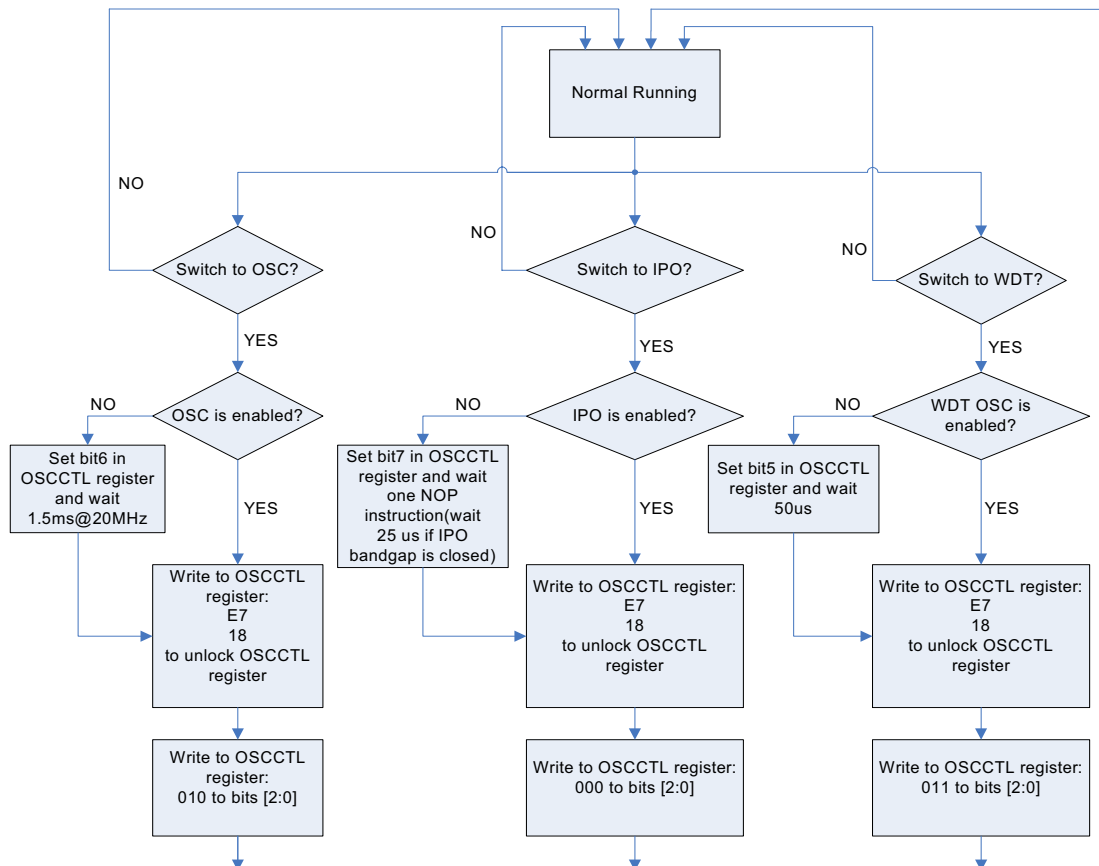 Normal Running
NO
NO
NO
Switch to OSC?
Switch to IPO?
Switch to WDT?
YES
YES
YES
OSC is enabled?
IPO is enabled?
WDT OSC is
enabled?
NO
NO
NO
Set bit6 in
OSCCTL register
and wait
1.5ms@20MHz
Set bit7 in OSCCTL
register and wait
one NOP
instruction(wait
25 us if IPO
bandgap is closed)
Set bit5 in OSCCTL
register and wait
50us
YES
YES
YES
Write to OSCCTL
register:
E7
18
to unlock OSCCTL
register
Write to OSCCTL register:
E7
18
to unlock OSCCTL
register
Write to OSCCTL register:
E7
18
to unlock OSCCTL
register
Write to OSCCTL
register:
010 to bits [2:0]
Write to OSCCTL register:
000 to bits [2:0]
Write to OSCCTL register:
011 to bits [2:0]